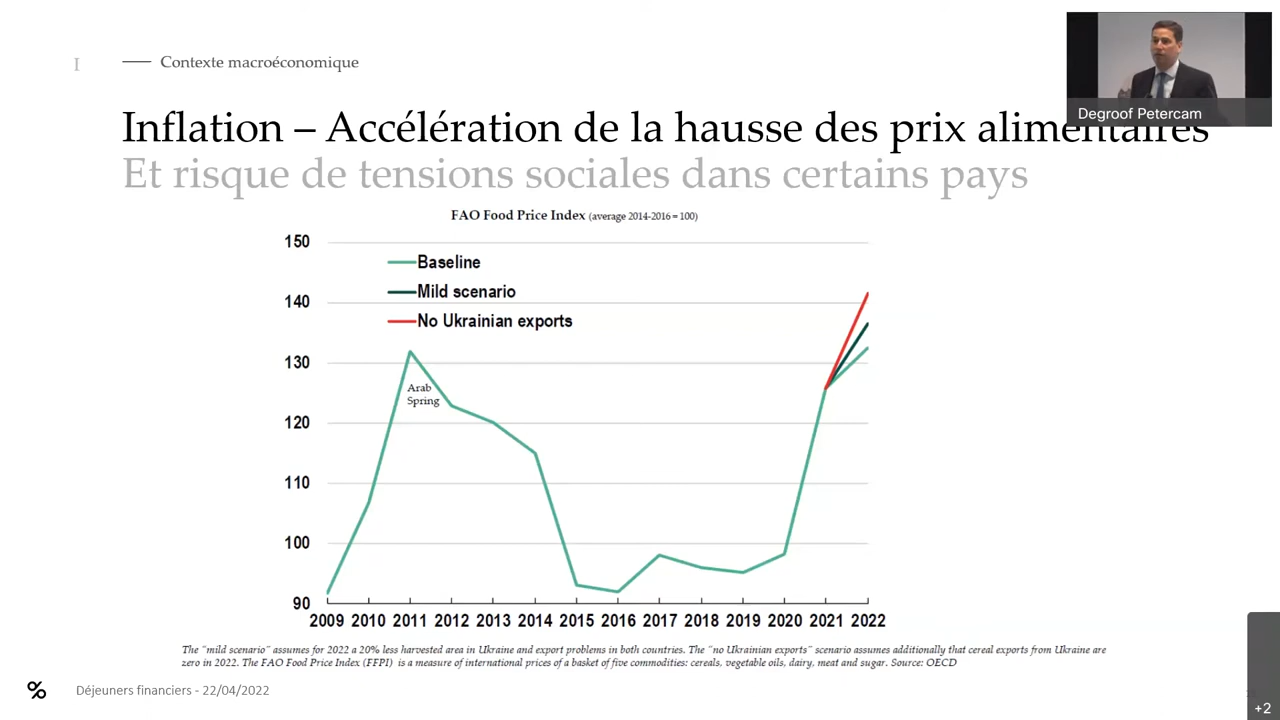 I
Contexte macroéconomique
Degroof Petercam
Inflation – Accélération de la hausse des prix alimentaires
Et risque de tensions sociales dans certains pays
FAO Food Price Index (average 2014-2016 = 100)
150
140
130
120
110
100
90
Baseline
Mild scenario
No Ukrainian exports
Arab
Spring
2009 2010 2011 2012 2013 2014 2015 2016 2017 2018 2019 2020 2021 2022
The "mild scenario" assumes for 2022 a 20% less harvested area in Ukraine and export problems in both countries. The "no Ukrainian exports" scenario assumes additionally that cereal exports from Ukraine are
zero in 2022. The FAO Food Price Index (FFPI) is a measure of international prices of a basket of five commodities: cereals, vegetable oils, dairy, meat and sugar. Source: OECD
Déjeuners financiers - 22/04/2022
+2